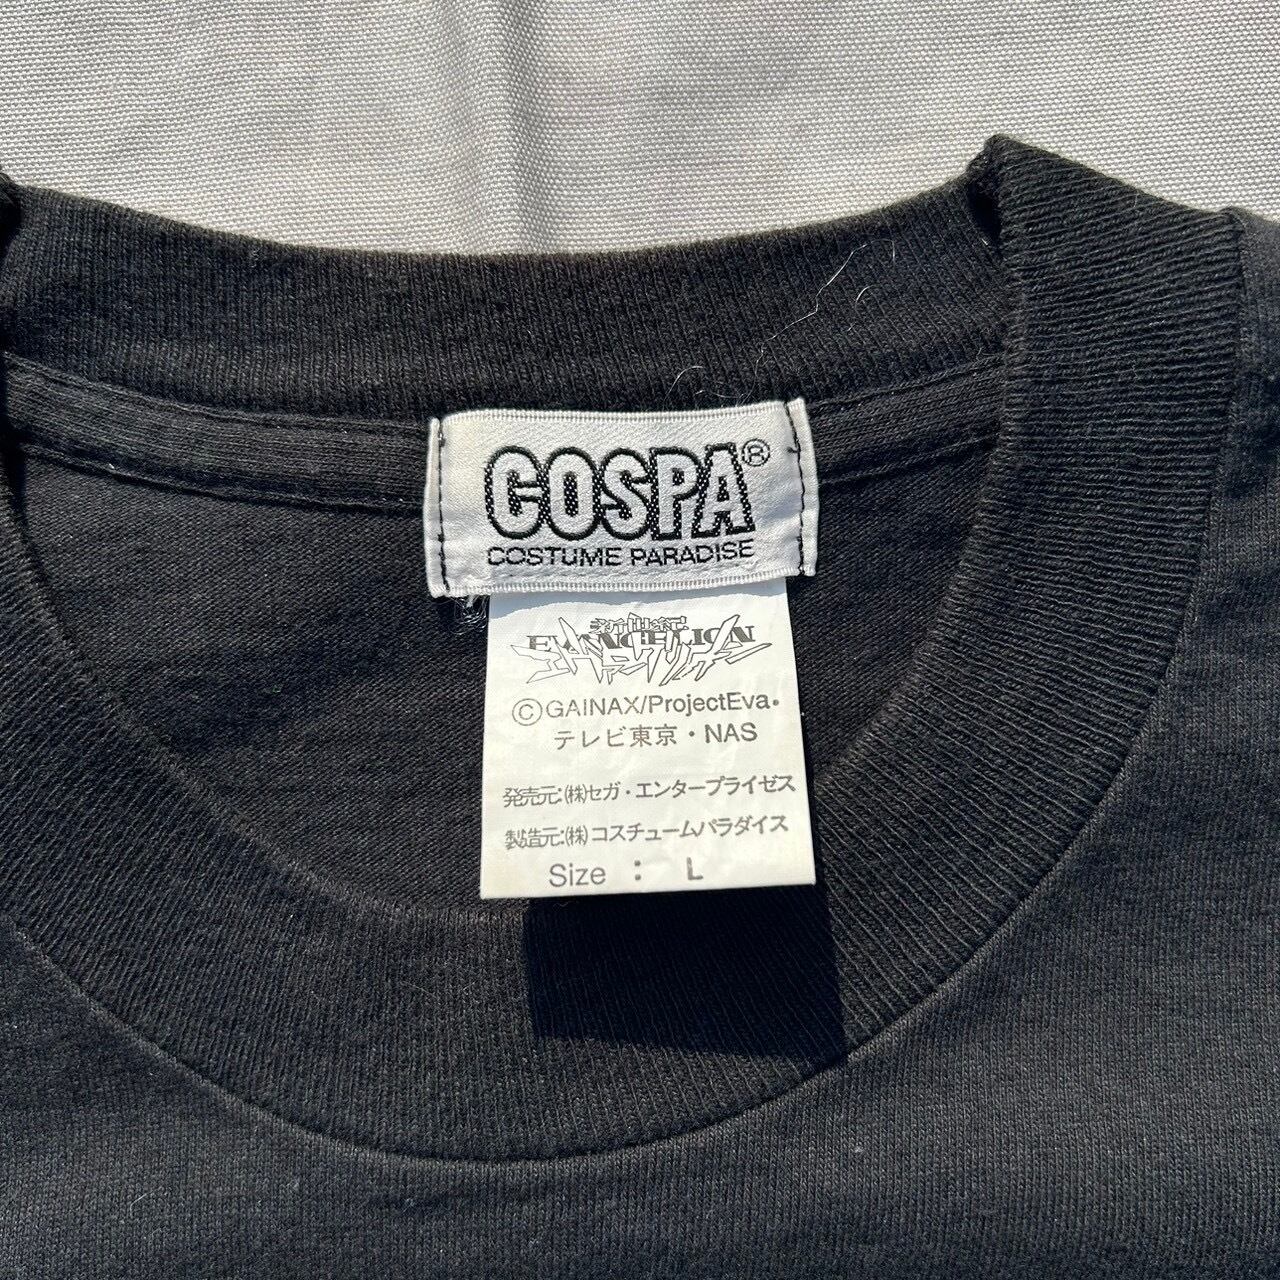 COSPA®
COSTUME PARADISE
新世紀
EVANGELION
エヴァンゲリオン
©GAINAX/ProjectEva.
テレビ東京・NAS
発売元:㈱セガ・エンタープライゼス
製造元:㈱コスチュームパラダイス
Size : L